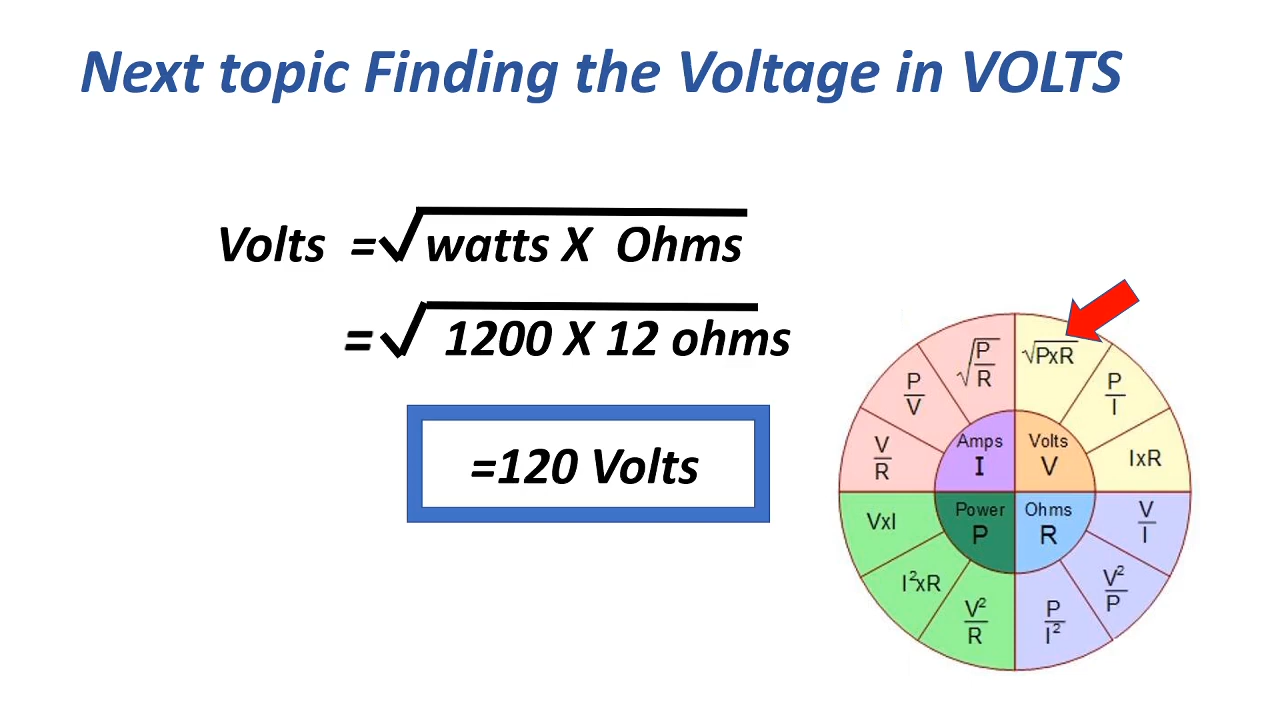 Next topic Finding the Voltage in VOLTS
Volts = √watts X Ohms
= √ 1200 X 12 ohms
=120 Volts
√P/R
√PxR
P/V
P/I
V/R
IxR
Amps
I
Volts
V
Power
P
Ohms
R
VxI
V/I
I²xR
V²/P
V²/R
P/I²